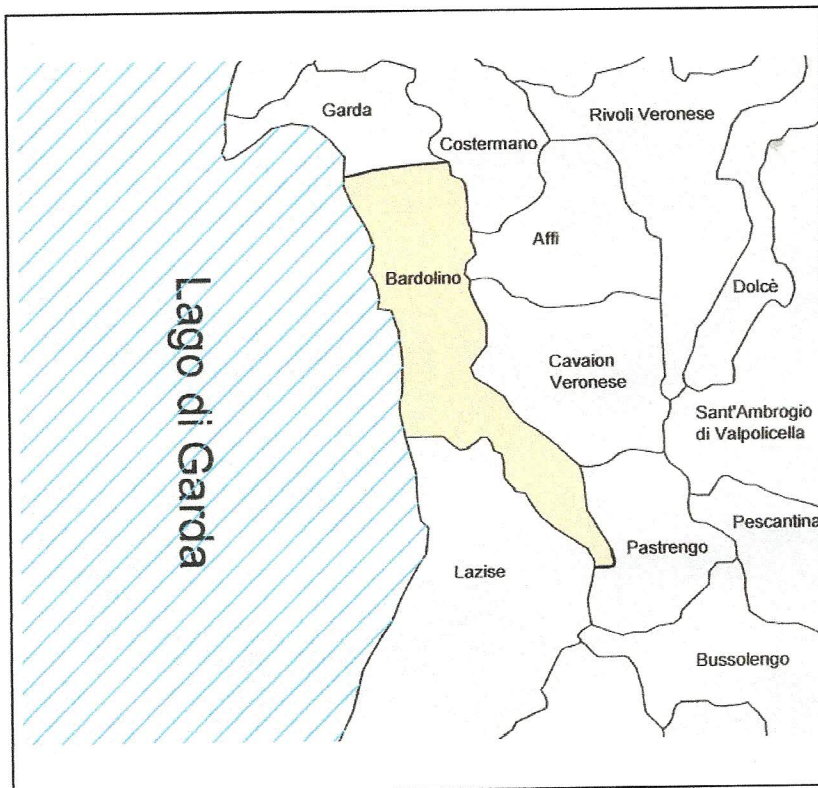 Garda
Costermano
Rivoli Veronese
Affi
Bardolino
Dolcè
Lago di Garda
Cavaion
Veronese
Sant'Ambrogio
di Valpolicella
Pescantina
Pastrengo
Lazise
Bussolengo